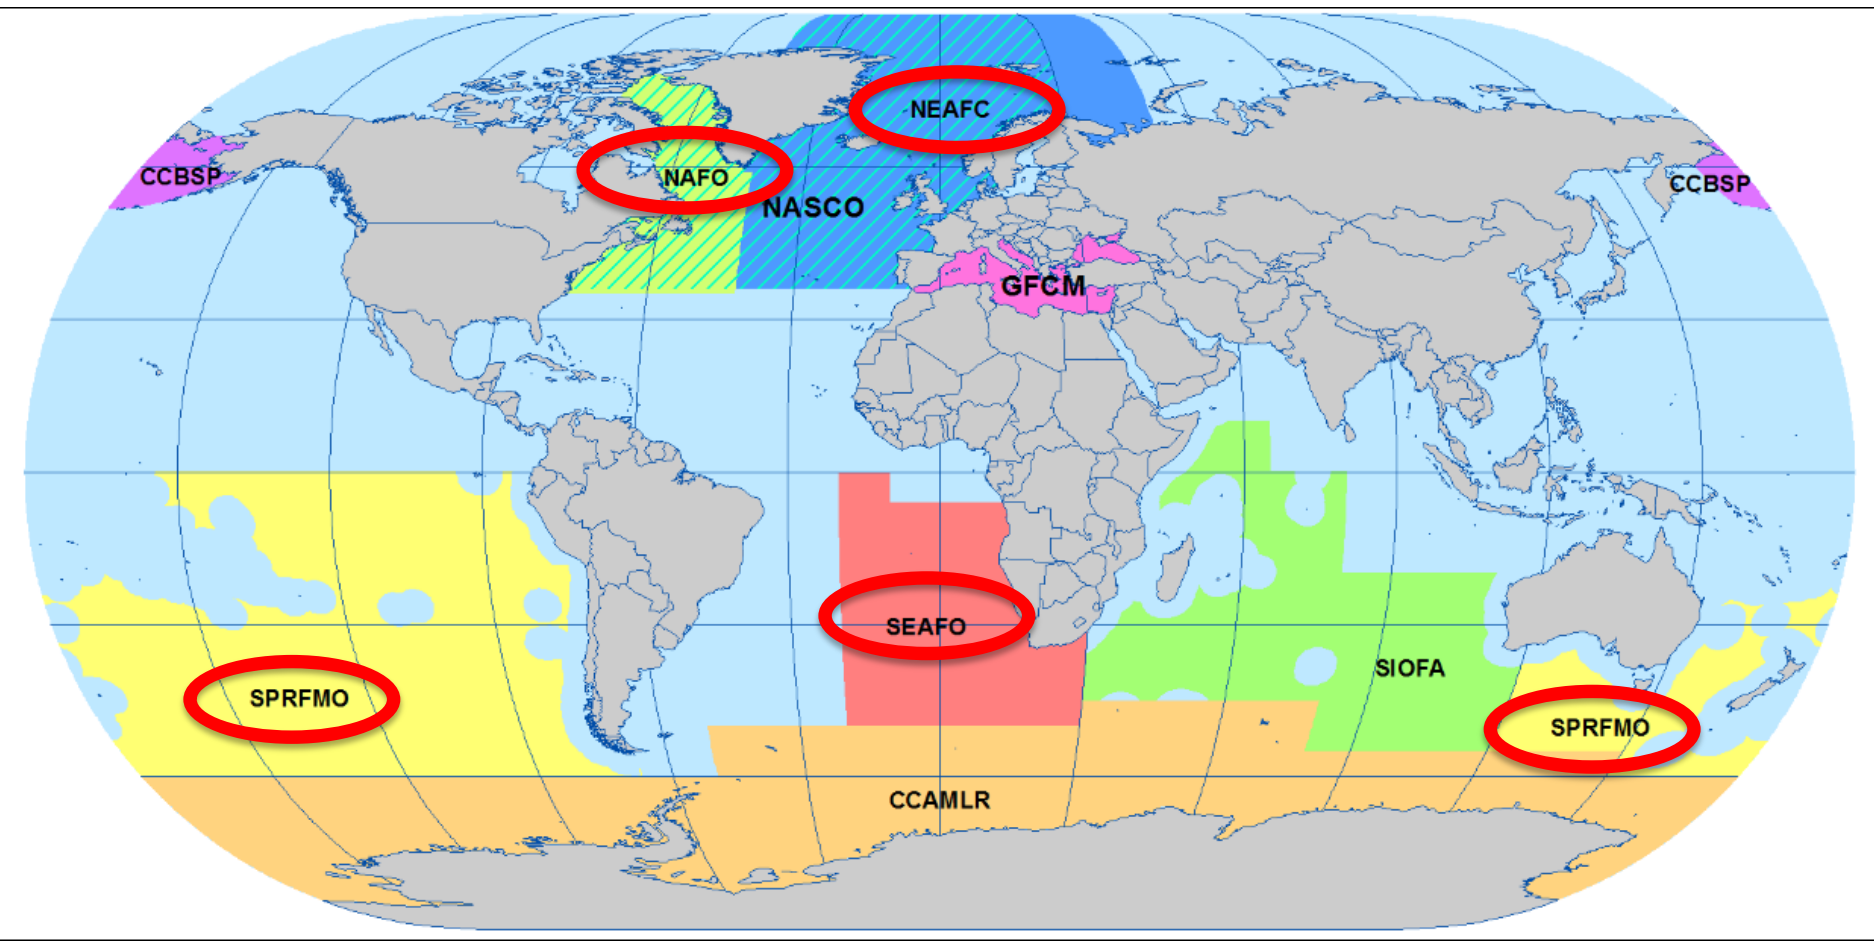 NEAFC
CCBSP
NAFO
CCBSP
NASCO
GFCM
SEAFO
SIOFA
SPRFMO
SPRFMO
CCAMLR